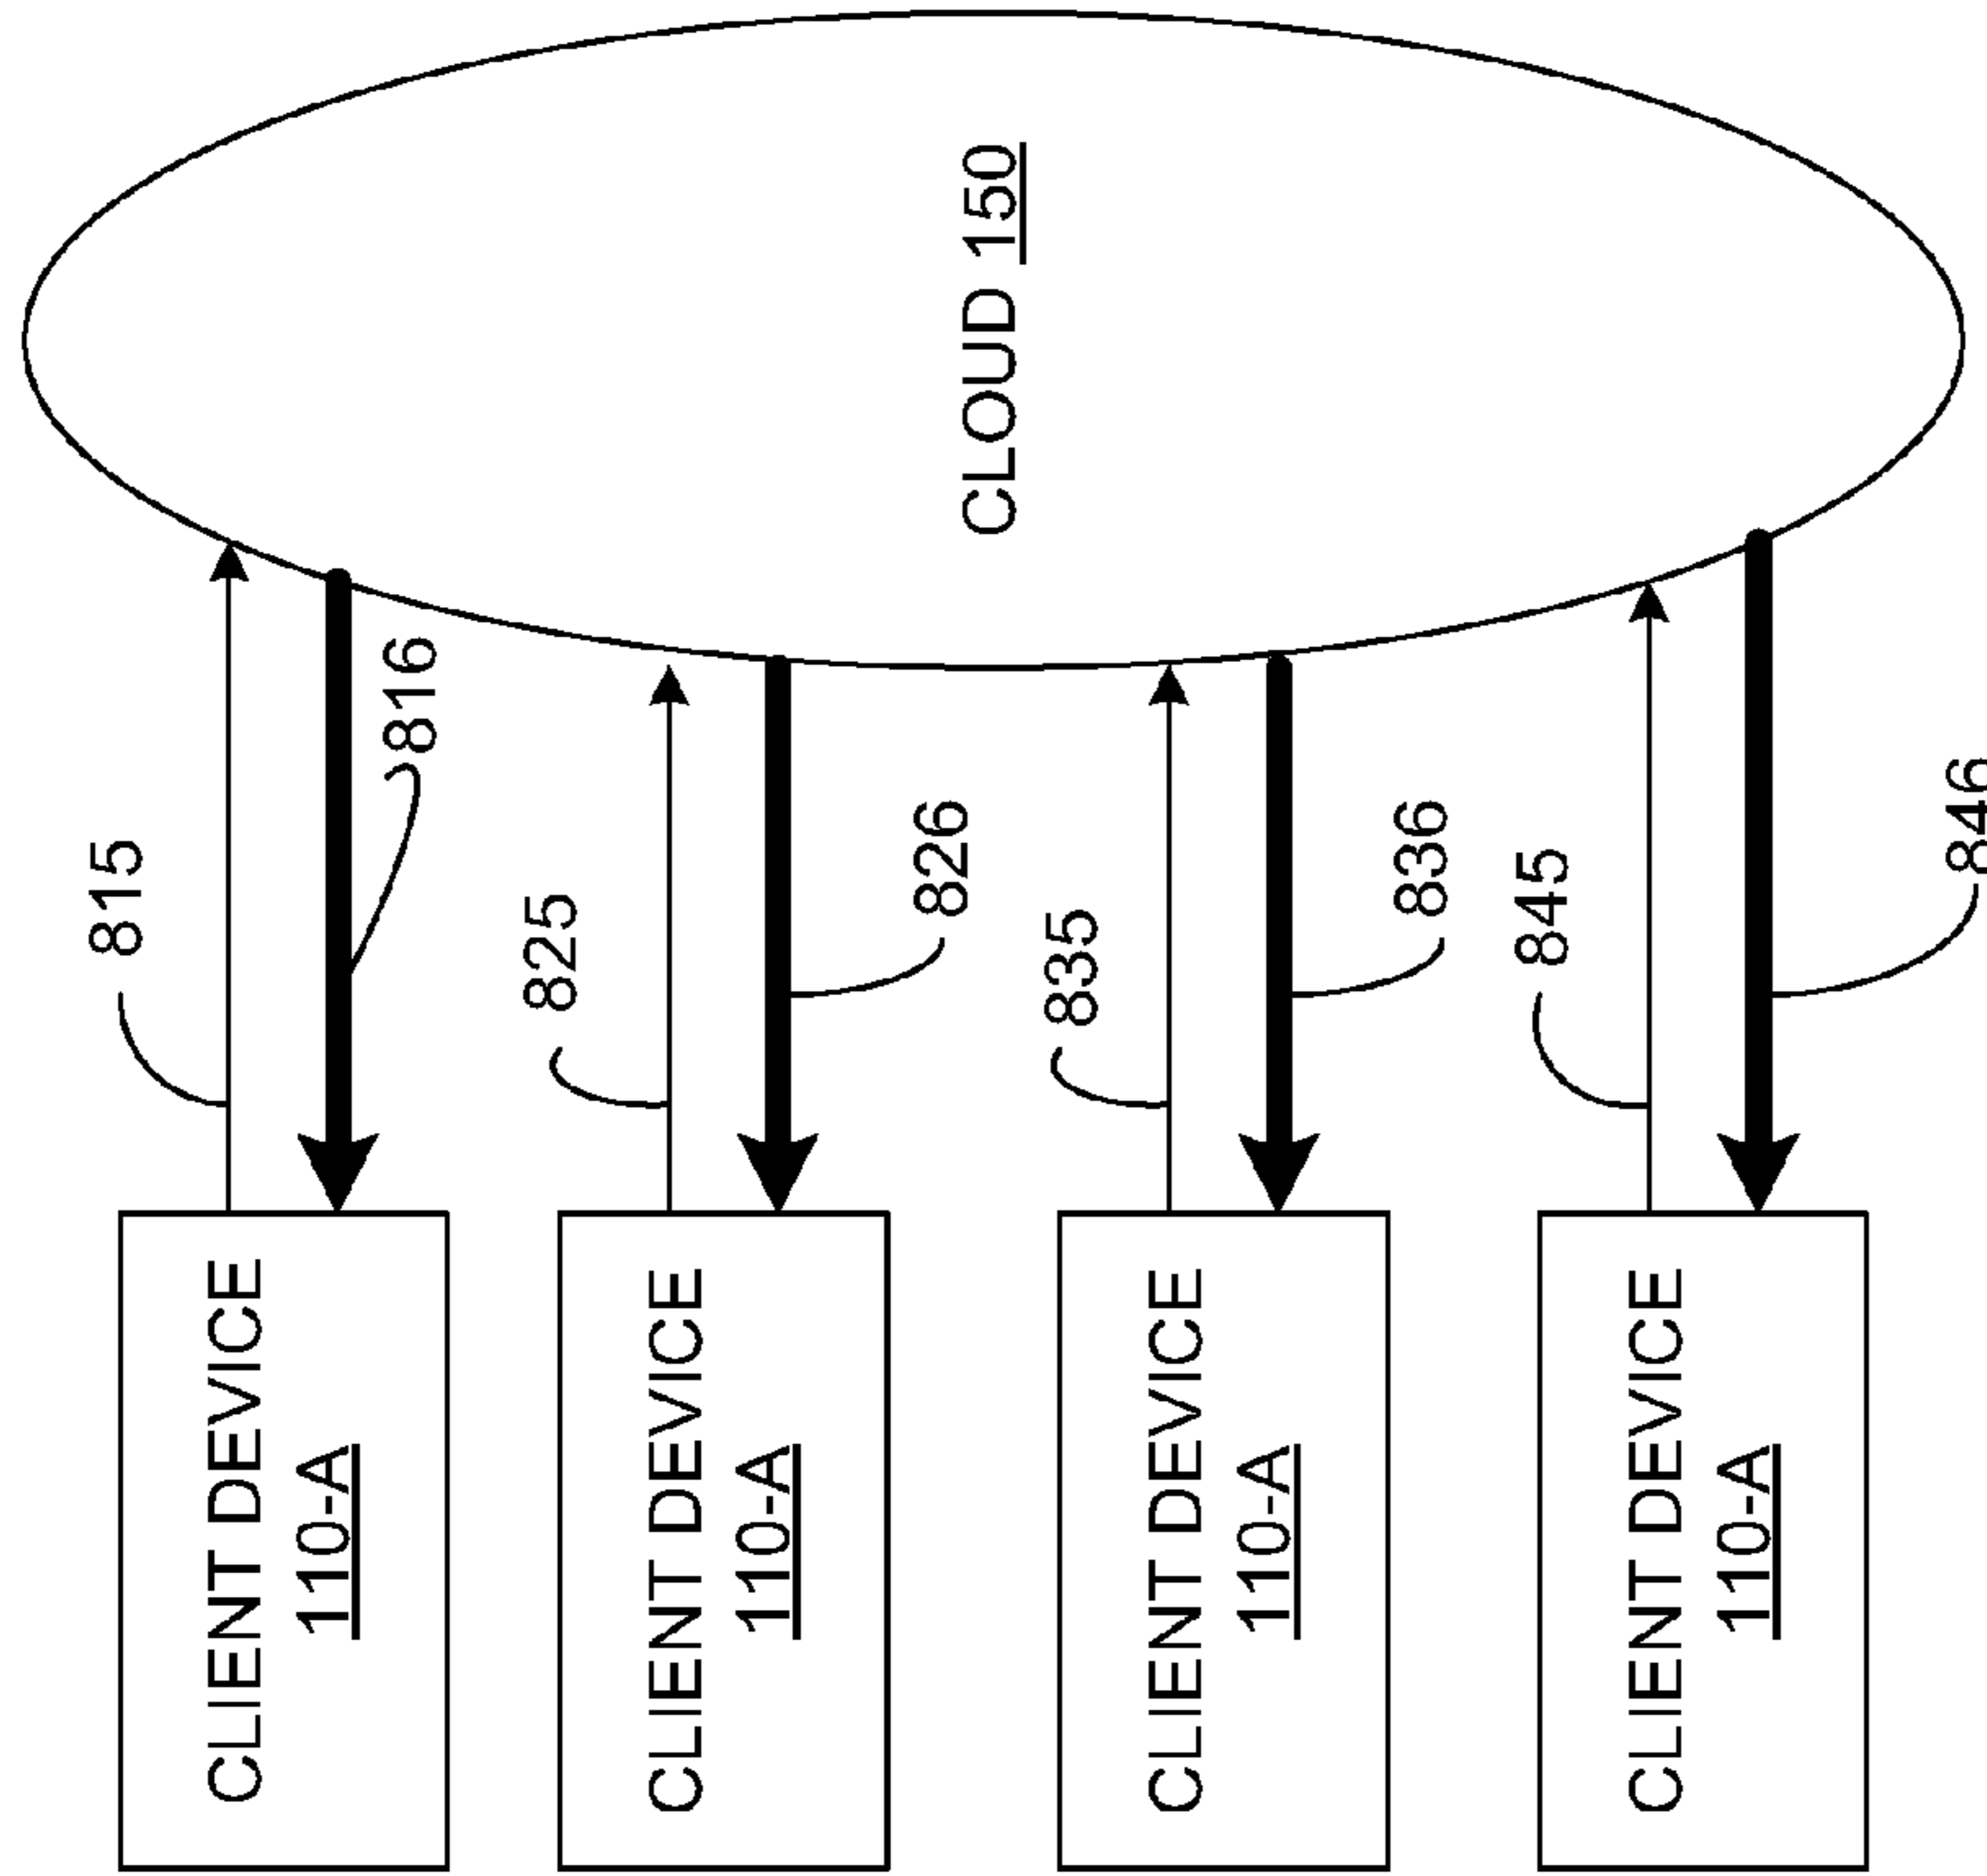 CLOUD 150
815
816
825
826
835
836
845
846
CLIENT DEVICE
110-A
CLIENT DEVICE
110-A
CLIENT DEVICE
110-A
CLIENT DEVICE
110-A